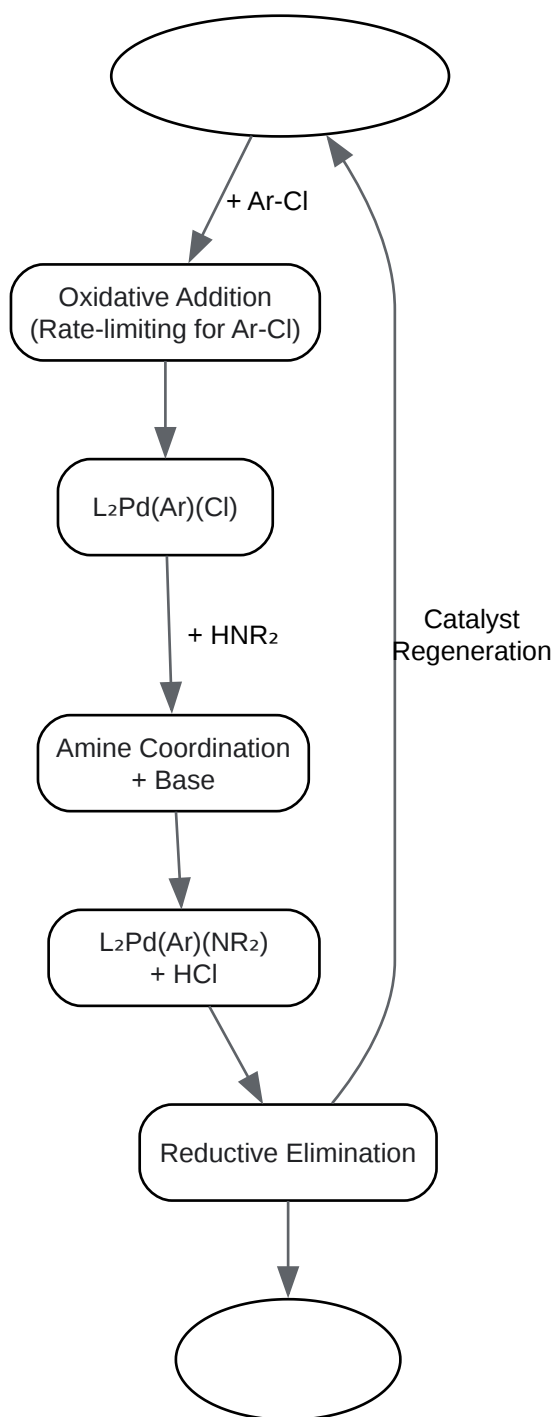 + Ar-Cl
Oxidative Addition
(Rate-limiting for Ar-Cl)
L₂Pd(Ar)(Cl)
+ HNR₂
Catalyst
Regeneration
Amine Coordination
+ Base
L₂Pd(Ar)(NR₂)
+ HCl
Reductive Elimination